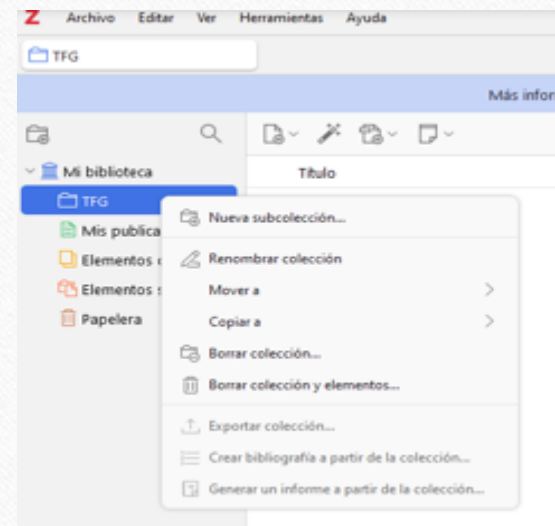 Z Archivo Editar Ver Herramientas Ayuda
TFG
Más infor
Mi biblioteca
Título
TFG
Mis publica
Elementos
Elementos s
Papelera
Nueva subcolección...
Renombrar colección
Mover a
Copiar a
Borrar colección...
Borrar colección y elementos...
Exportar colección...
Crear bibliografía a partir de la colección...
Generar un informe a partir de la colección...